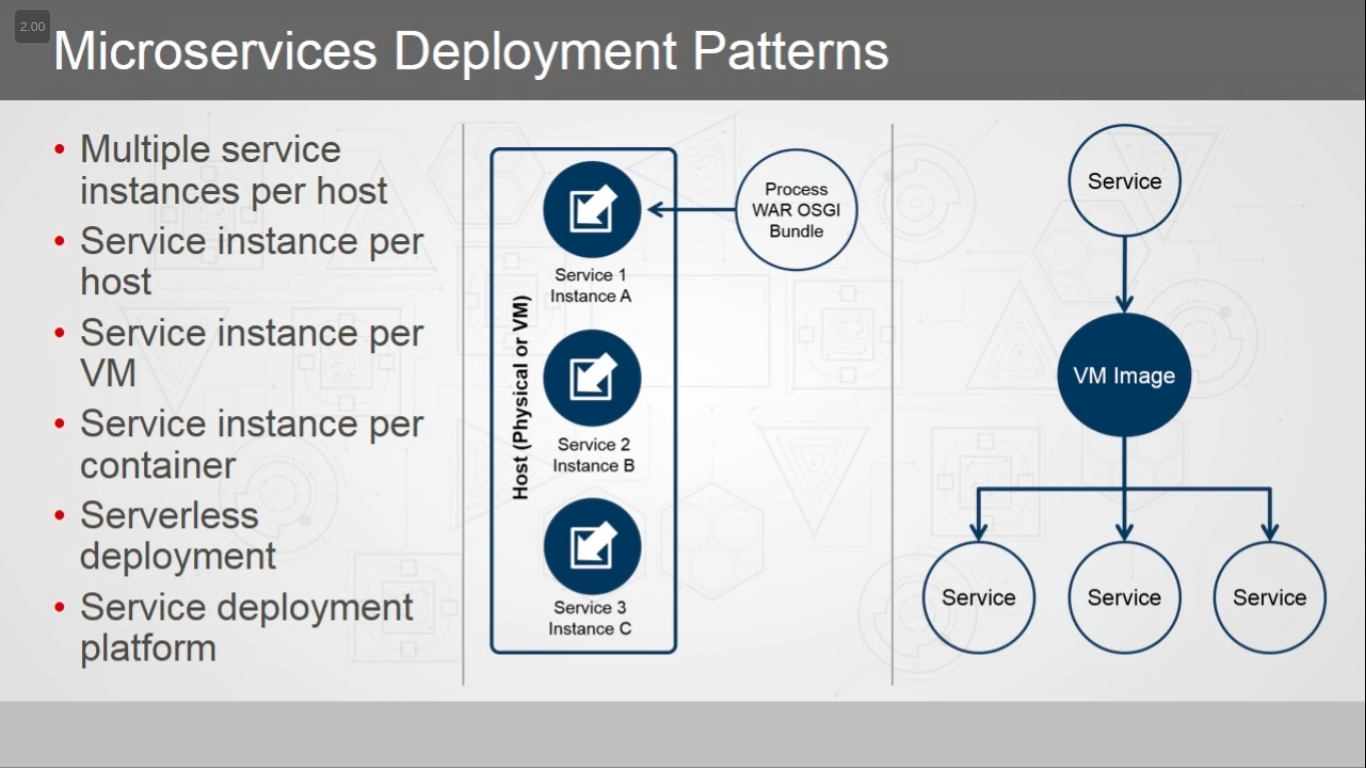 2.00
Microservices Deployment Patterns
• Multiple service
instances per host
• Service instance per
host
• Service instance per
VM
• Service instance per
container
• Serverless
deployment
• Service deployment
platform
Host (Physical or VM)
Service 1
Instance A
Service 2
Instance B
Service 3
Instance C
Process
WAR OSGI
Bundle
Service
VM Image
Service
Service
Service